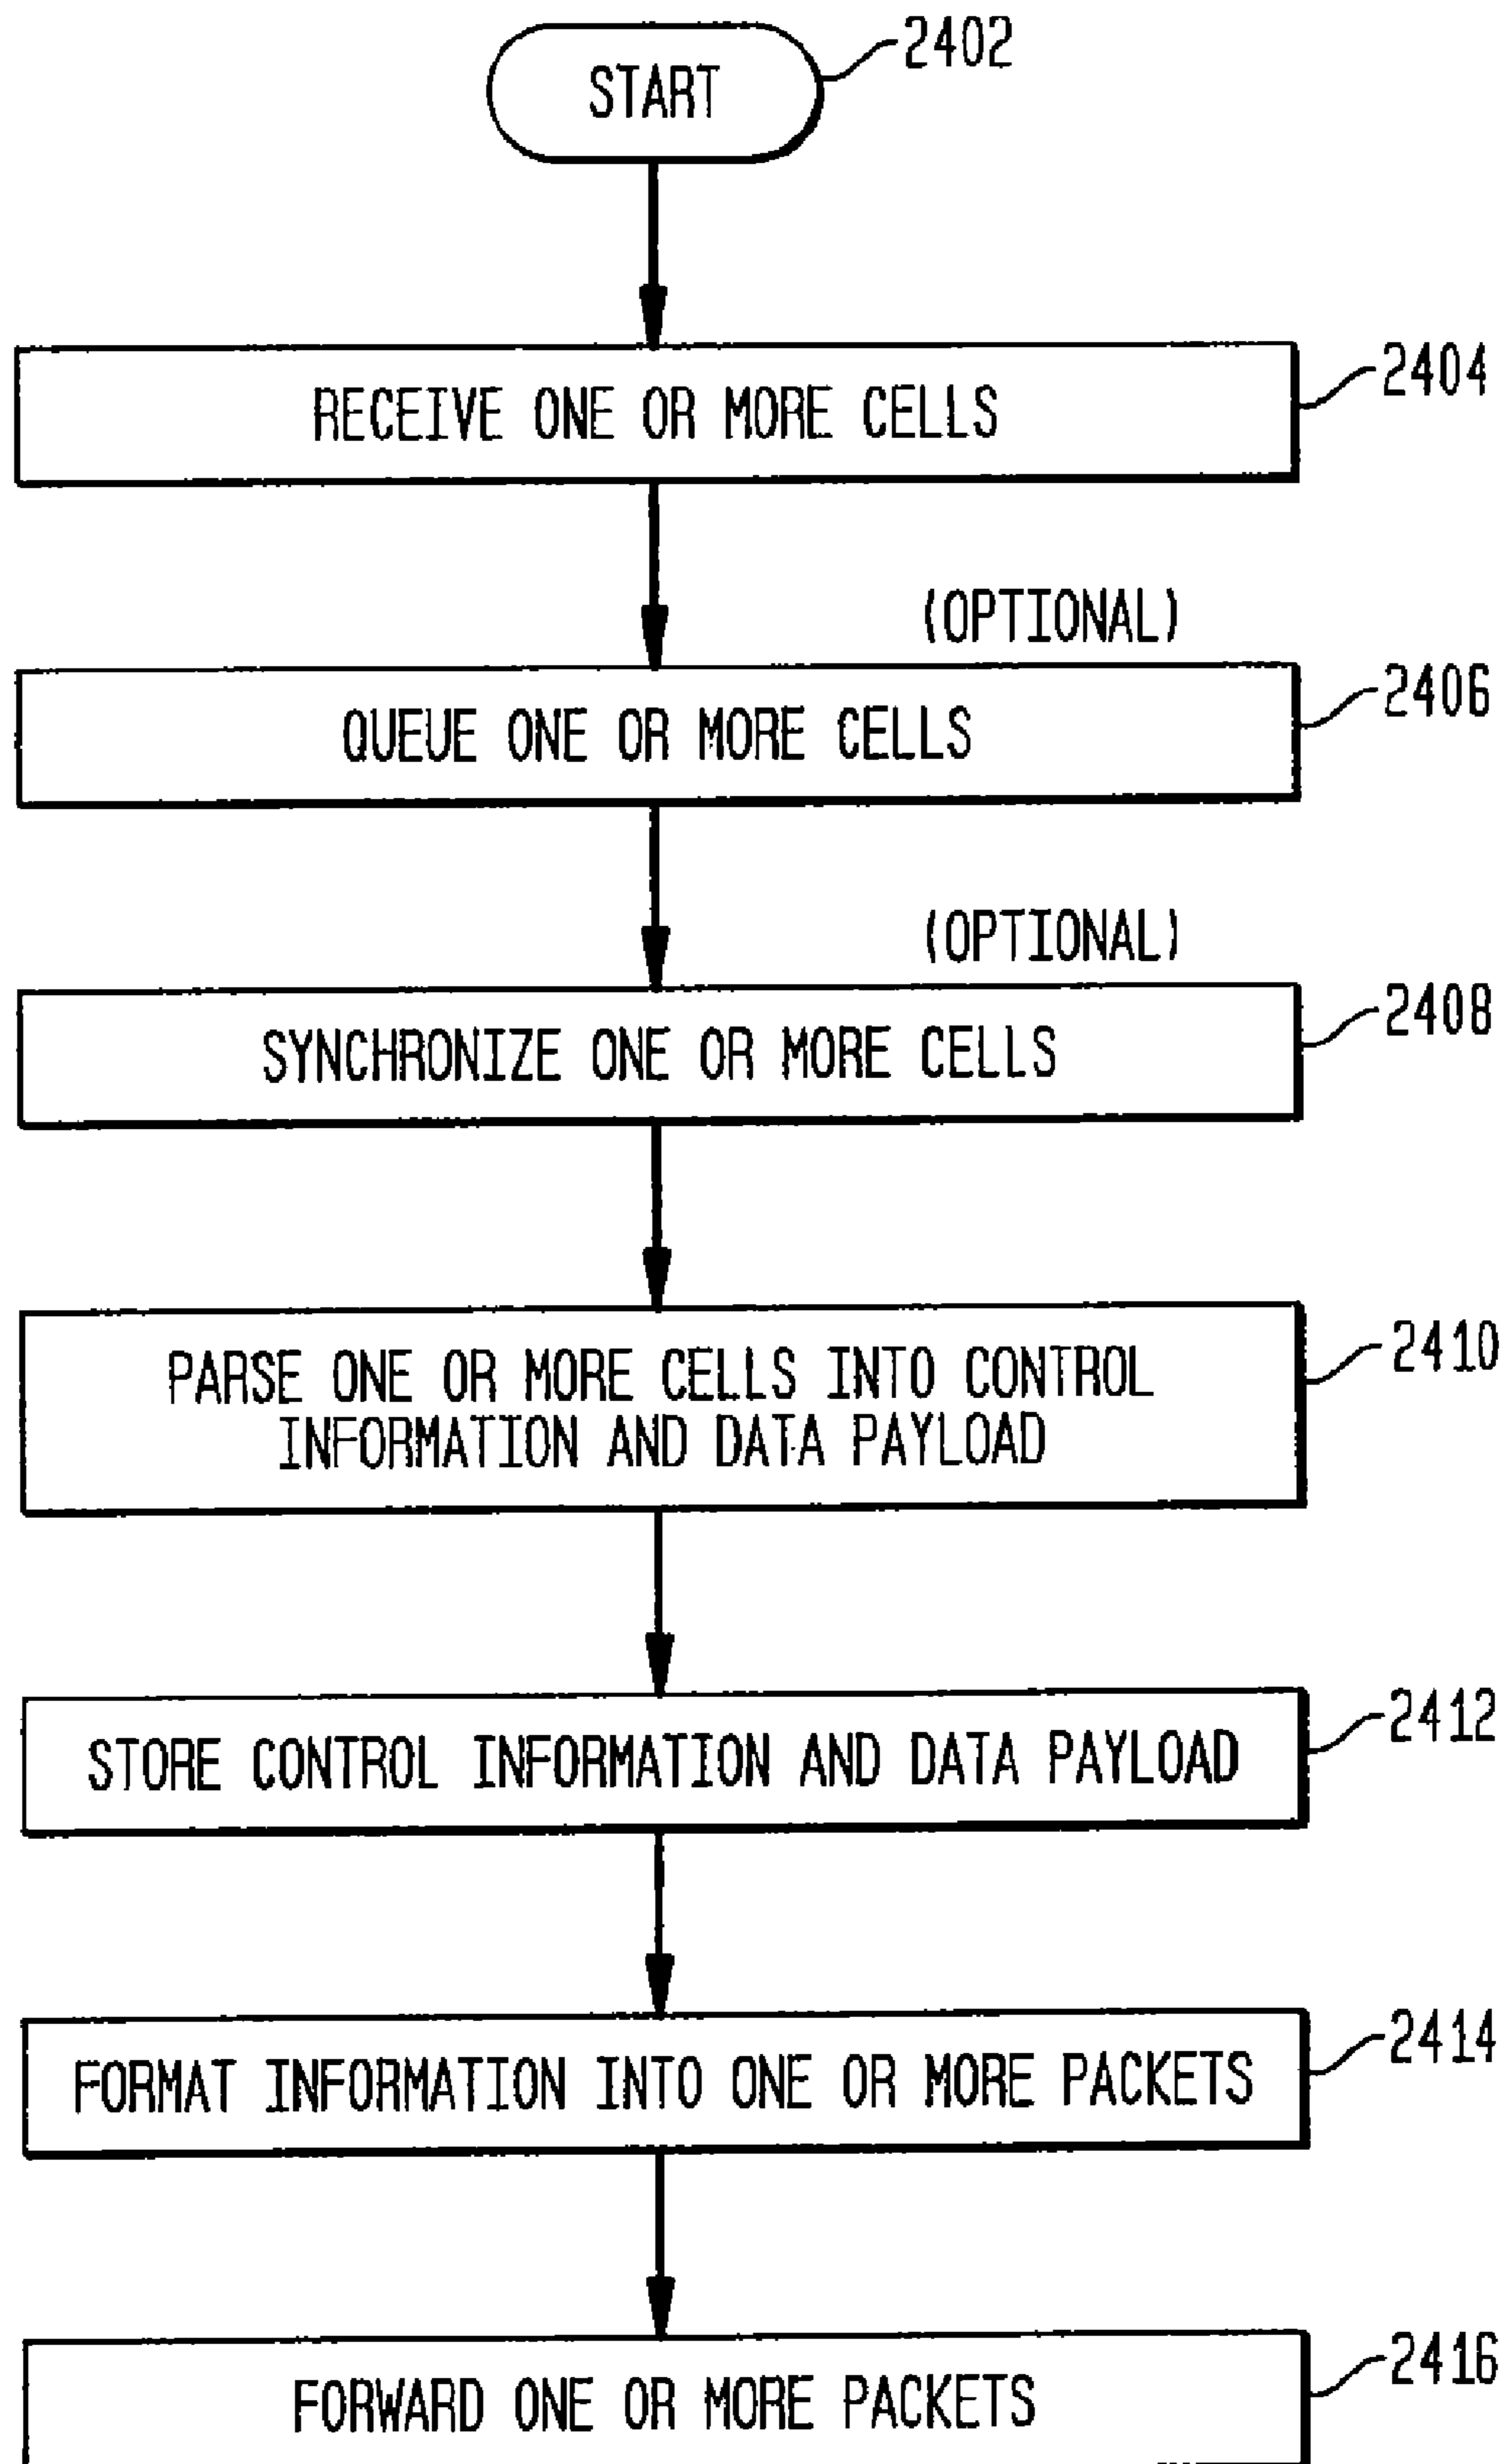 START
2402
RECEIVE ONE OR MORE CELLS
2404
(OPTIONAL)
QUEUE ONE OR MORE CELLS
2406
(OPTIONAL)
SYNCHRONIZE ONE OR MORE CELLS
2408
PARSE ONE OR MORE CELLS INTO CONTROL
INFORMATION AND DATA PAYLOAD
2410
STORE CONTROL INFORMATION AND DATA PAYLOAD
2412
FORMAT INFORMATION INTO ONE OR MORE PACKETS
2414
FORWARD ONE OR MORE PACKETS
2416